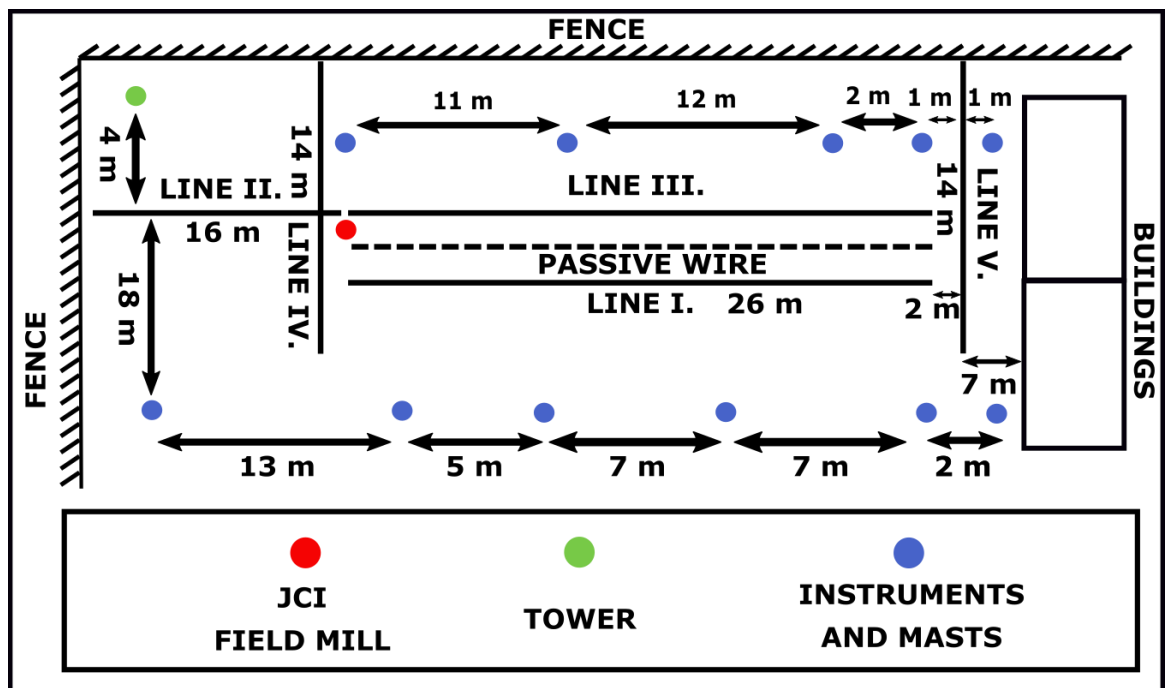 FENCE
11 m
12 m
2 m
1 m
1 m
4 m
14 m
LINE II.
LINE III.
14 m
LINE V.
16 m
LINE IV.
PASSIVE WIRE
LINE I. 26 m
2 m
18 m
FENCE
BUILDINGS
7 m
13 m
5 m
7 m
7 m
2 m
JCI
FIELD MILL
TOWER
INSTRUMENTS
AND MASTS